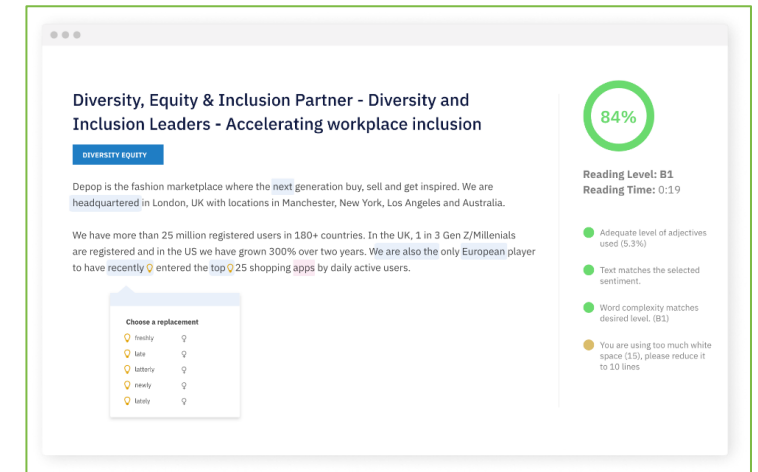 Diversity, Equity & Inclusion Partner - Diversity and
Inclusion Leaders - Accelerating workplace inclusion
DIVERSITY EQUITY
Depop is the fashion marketplace where the next generation buy, sell and get inspired. We are
headquartered in London, UK with locations in Manchester, New York, Los Angeles and Australia.
We have more than 25 million registered users in 180+ countries. In the UK, 1 in 3 Gen Z/Millenials
are registered and in the US we have grown 300% over two years. We are also the only European player
to have recently entered the top 25 shopping apps by daily active users.
Choose a replacement
freshly
late
latterly
newly
lately
84%
Reading Level: B1
Reading Time: 0:19
Adequate level of adjectives
used (5.3%)
Text matches the selected
sentiment.
Word complexity matches
desired level. (B1)
You are using too much white
space (15), please reduce it
to 10 lines